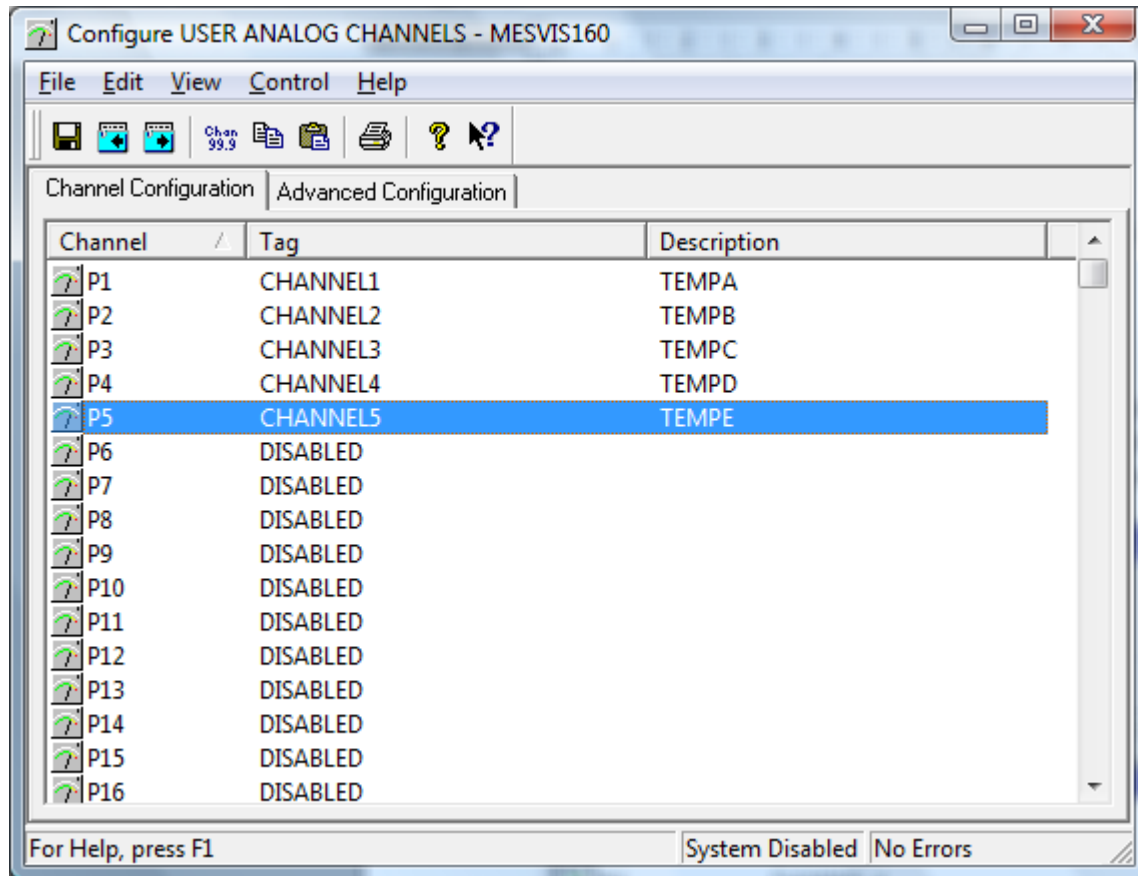 Configure USER ANALOG CHANNELS - MESVIS160
File Edit View Control Help
Chan 99.9
Channel Configuration Advanced Configuration
Channel Tag Description
P1 CHANNEL1 TEMPA
P2 CHANNEL2 TEMPB
P3 CHANNEL3 TEMPC
P4 CHANNEL4 TEMPD
P5 CHANNEL5 TEMPE
P6 DISABLED
P7 DISABLED
P8 DISABLED
P9 DISABLED
P10 DISABLED
P11 DISABLED
P12 DISABLED
P13 DISABLED
P14 DISABLED
P15 DISABLED
P16 DISABLED
For Help, press F1 System Disabled No Errors